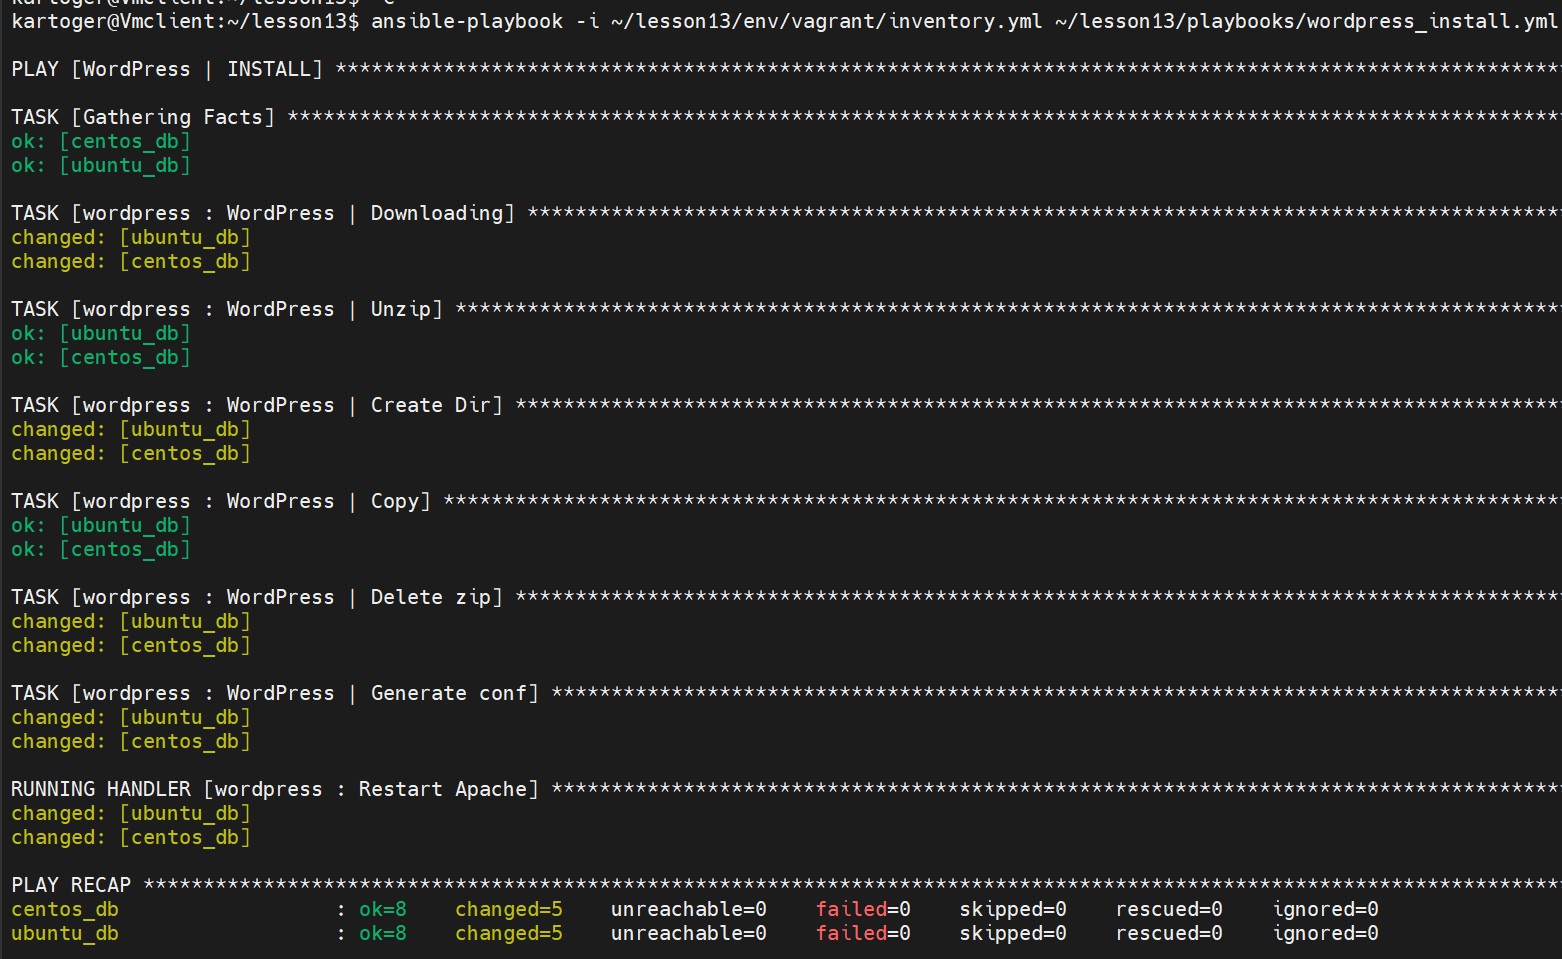 kartoger@Vmclient:~/lesson13$ ^C
kartoger@Vmclient:~/lesson13$ ansible-playbook -i ~/lesson13/env/vagrant/inventory.yml ~/lesson13/playbooks/wordpress_install.yml
PLAY [WordPress | INSTALL] *******************************************************************************************************
TASK [Gathering Facts] ***********************************************************************************************************
ok: [centos_db]
ok: [ubuntu_db]
TASK [wordpress : WordPress | Downloading] ***************************************************************************************
changed: [ubuntu_db]
changed: [centos_db]
TASK [wordpress : WordPress | Unzip] *********************************************************************************************
ok: [ubuntu_db]
ok: [centos_db]
TASK [wordpress : WordPress | Create Dir] ****************************************************************************************
changed: [ubuntu_db]
changed: [centos_db]
TASK [wordpress : WordPress | Copy] **********************************************************************************************
ok: [ubuntu_db]
ok: [centos_db]
TASK [wordpress : WordPress | Delete zip] ****************************************************************************************
changed: [ubuntu_db]
changed: [centos_db]
TASK [wordpress : WordPress | Generate conf] *************************************************************************************
changed: [ubuntu_db]
changed: [centos_db]
RUNNING HANDLER [wordpress : Restart Apache] *************************************************************************************
changed: [ubuntu_db]
changed: [centos_db]
PLAY RECAP ***********************************************************************************************************************
centos_db : ok=8 changed=5 unreachable=0 failed=0 skipped=0 rescued=0 ignored=0
ubuntu_db : ok=8 changed=5 unreachable=0 failed=0 skipped=0 rescued=0 ignored=0